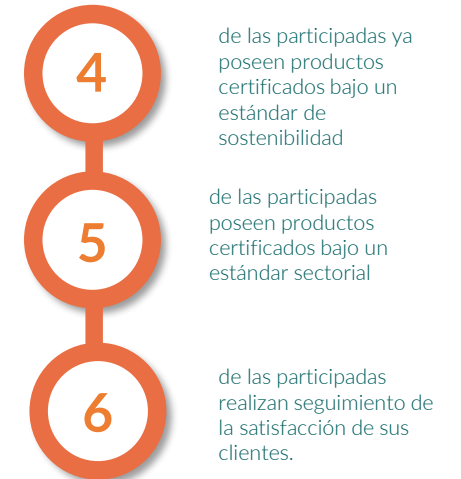 4
de las participadas ya
poseen productos
certificados bajo un
estándar de
sostenibilidad
5
de las participadas
poseen productos
certificados bajo un
estándar sectorial
6
de las participadas
realizan seguimiento de
la satisfacción de sus
clientes.